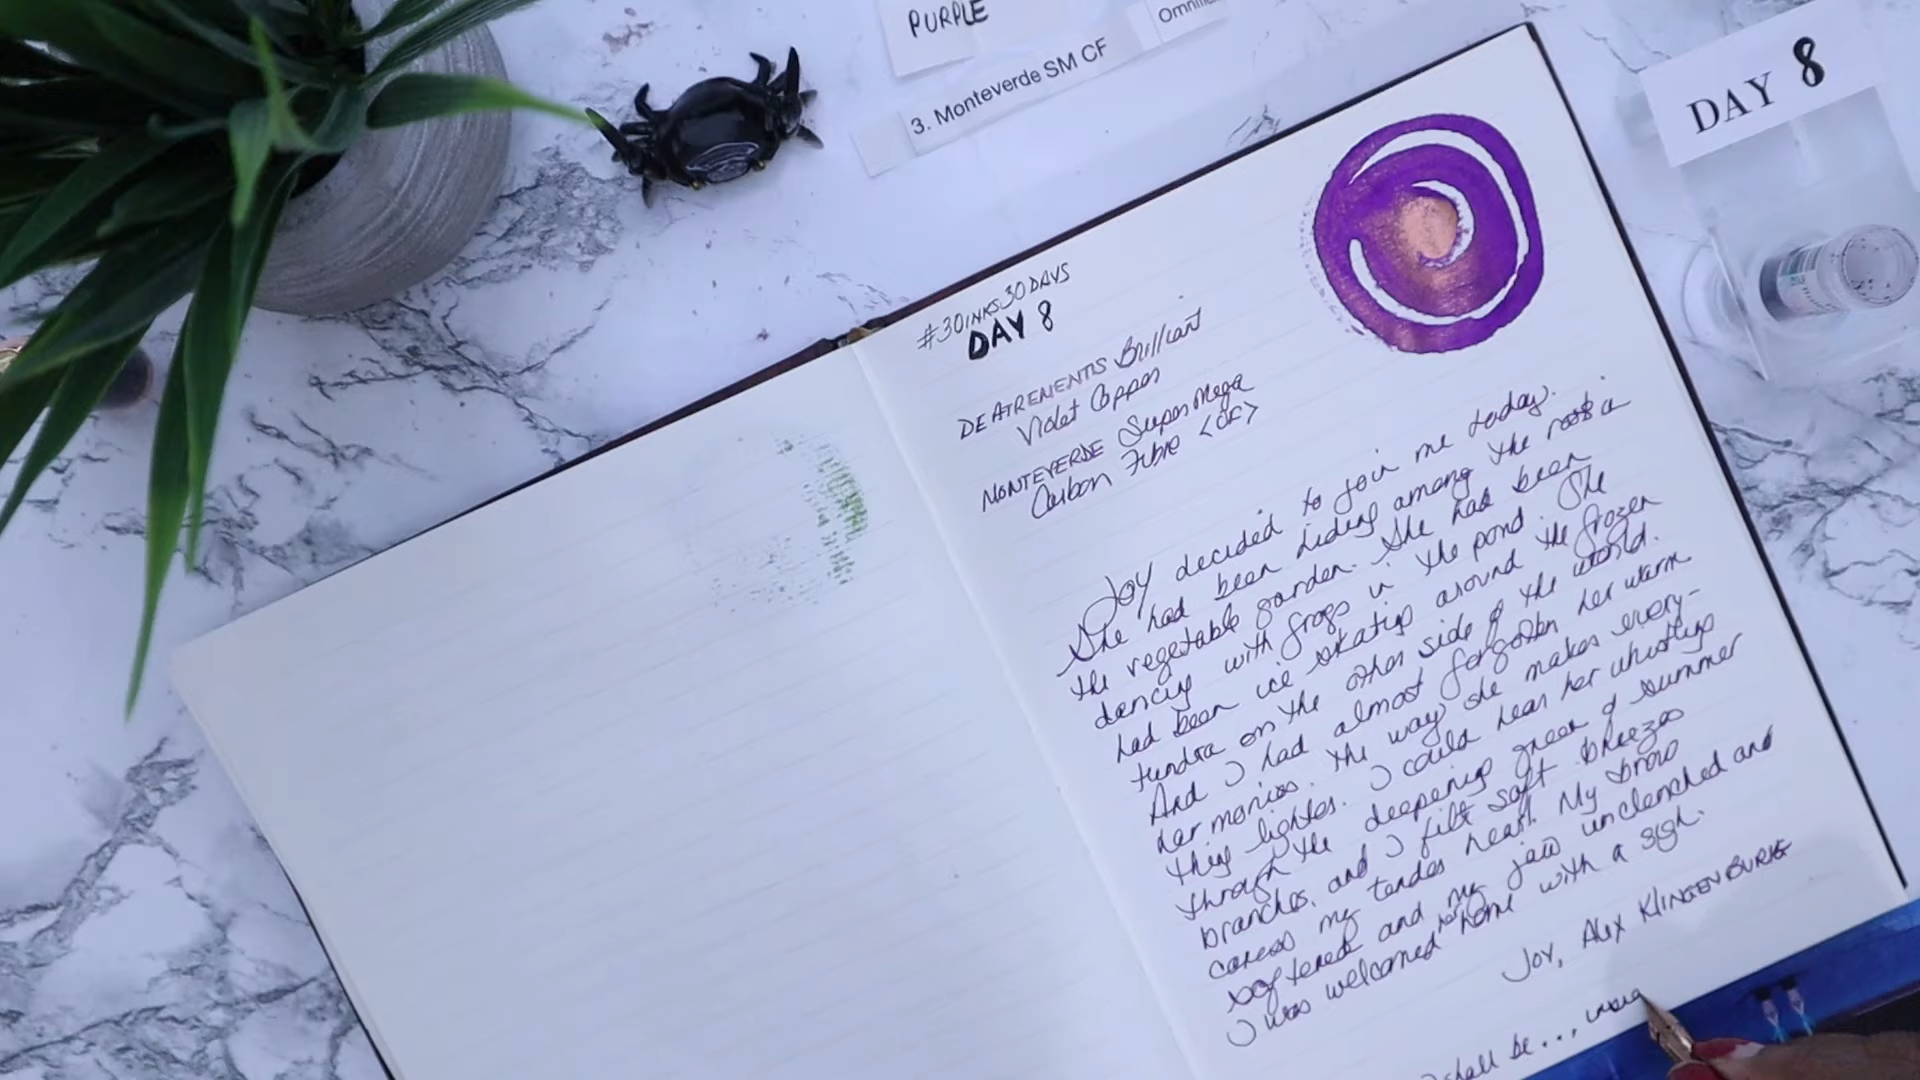 PURPLE
3. Monteverde SM CF
DAY 8
#30INKS30DAYS
DAY 8
DE ATREMENTIS Brilliant
Violet Copper
MONTEVERDE Super Mega
Carbon Fibre <CF>
Joy decided to join me today.
She had been hiding among the roots in
the vegetable garden. She had been
dancing with frogs in the pond. She
had been ice skating around the frozen
tundra on the other side of the world.
And I had almost forgotten her warm
harmonies. The way she makes every-
thing lighter. I could hear her whistling
through the deepening green of summer
branches, and I felt soft breezes
caress my tender heart. My brow
softened and my jaw unclenched and
I was welcomed her home with a sigh.
Joy, ALEX KLINGENBURG
shall be...,